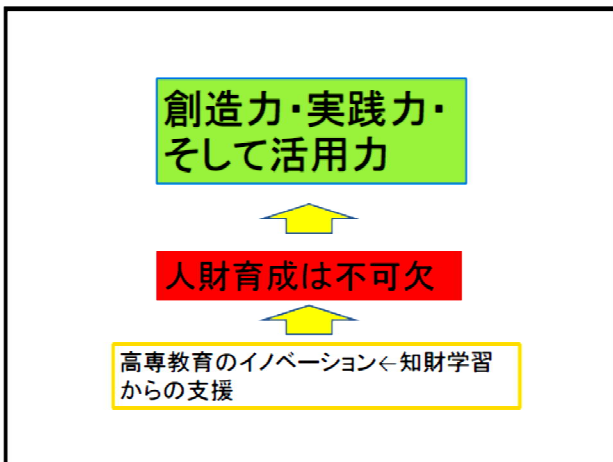 創造力・実践力・
そして活用力
人財育成は不可欠
高専教育のイノベーション←知財学習
からの支援